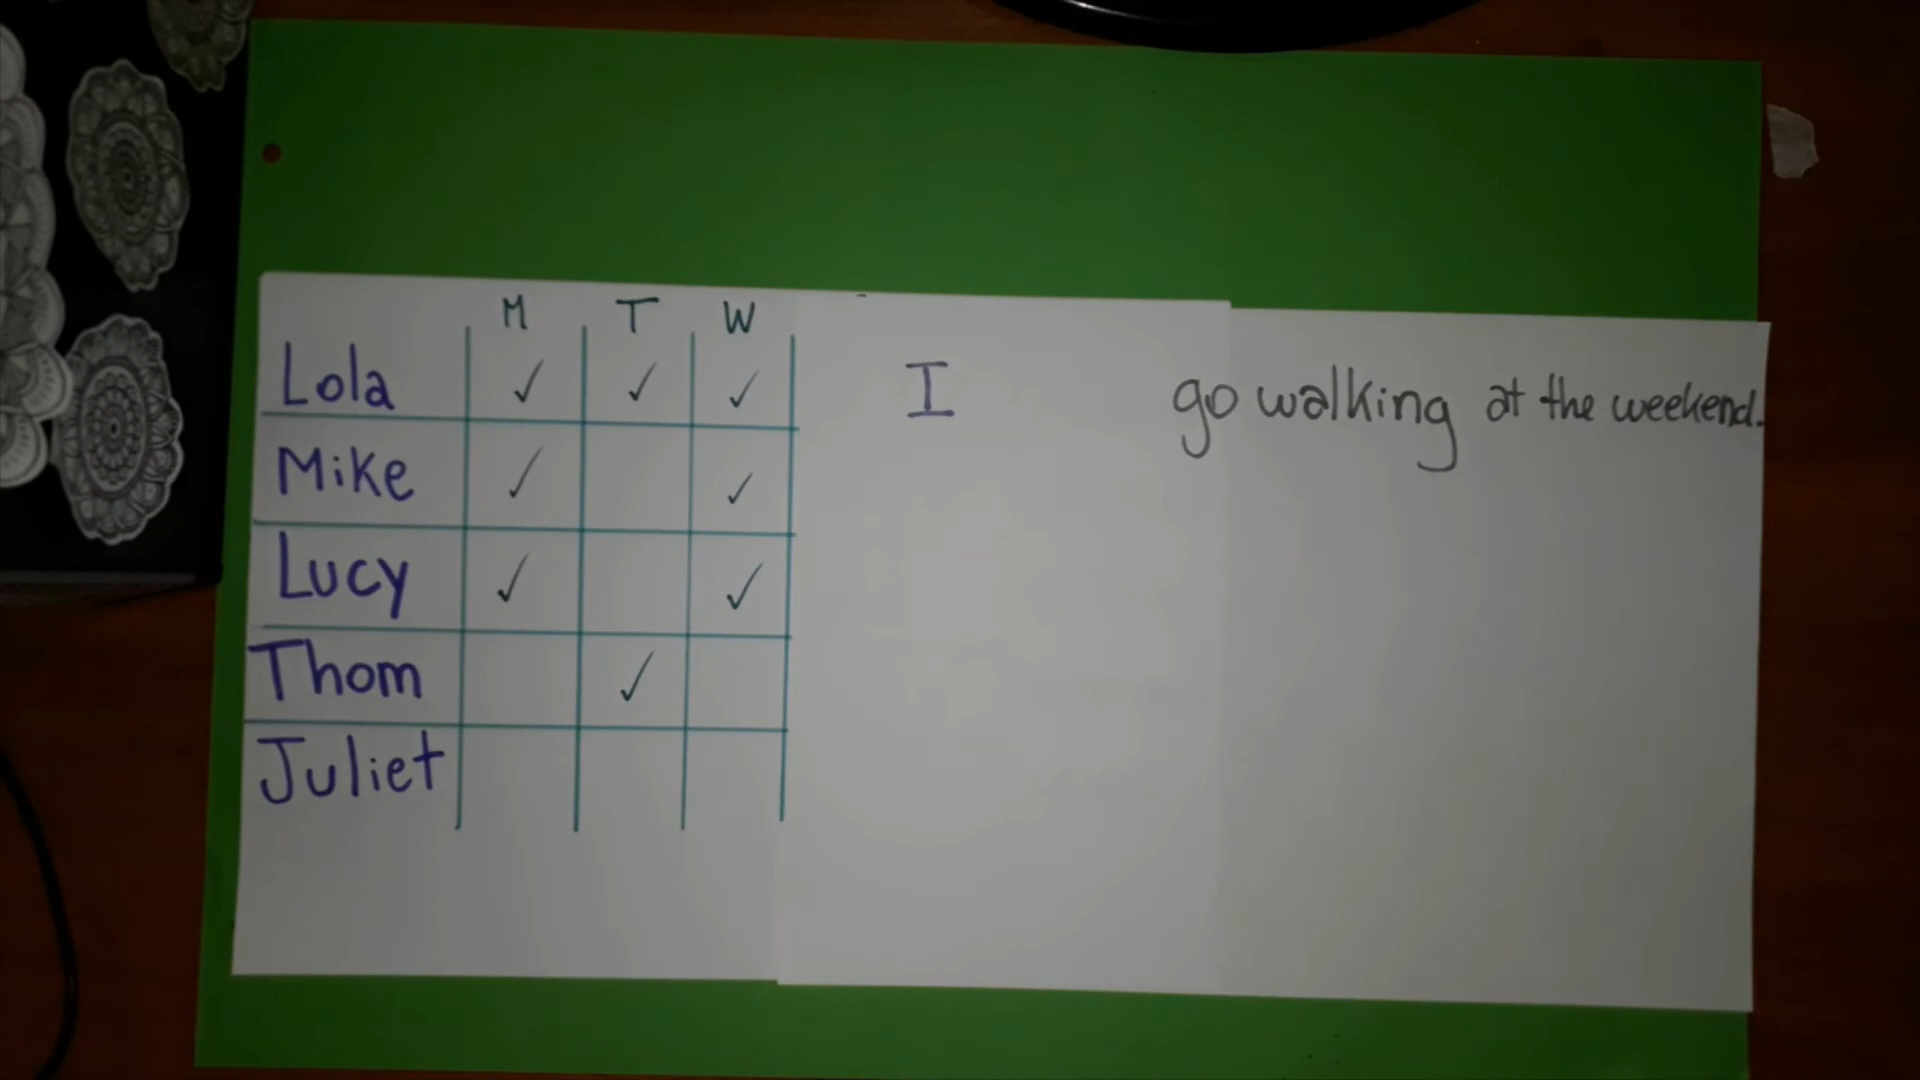 M T W
Lola ✓ ✓ ✓
Mike ✓ ✓
Lucy ✓ ✓
Thom ✓
Juliet
I go walking at the weekend.